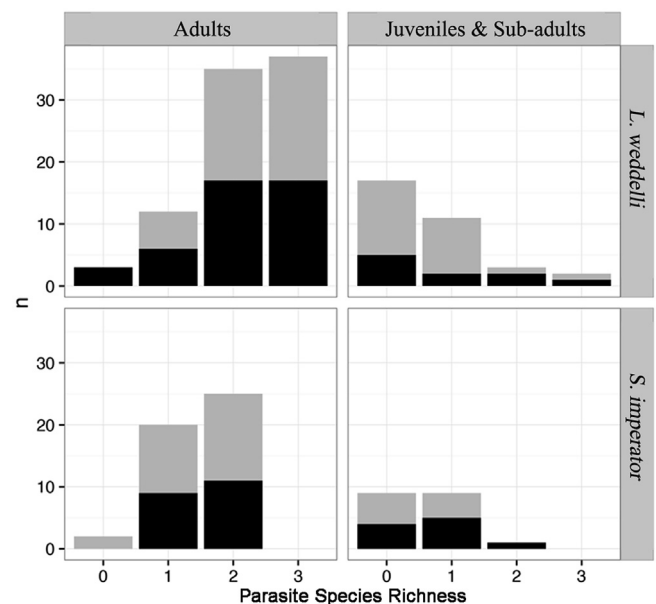 Adults
Juveniles & Sub-adults
30
20
10
0
L. weddelli
n
30
20
10
0
S. imperator
0 1 2 3
0 1 2 3
Parasite Species Richness